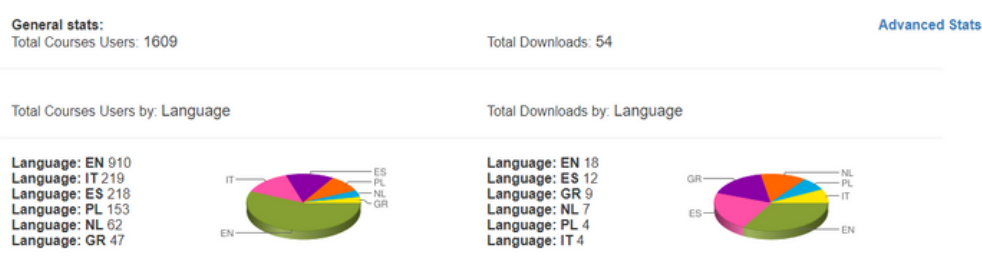 General stats:
Total Courses Users: 1609
Total Downloads: 54
Advanced Stats
Total Courses Users by: Language
Total Downloads by: Language
Language: EN 910
Language: IT 219
Language: ES 218
Language: PL 153
Language: NL 62
Language: GR 47
IT
ES
PL
NL
GR
EN
Language: EN 18
Language: ES 12
Language: GR 9
Language: NL 7
Language: PL 4
Language: IT 4
GR
NL
PL
IT
ES
EN